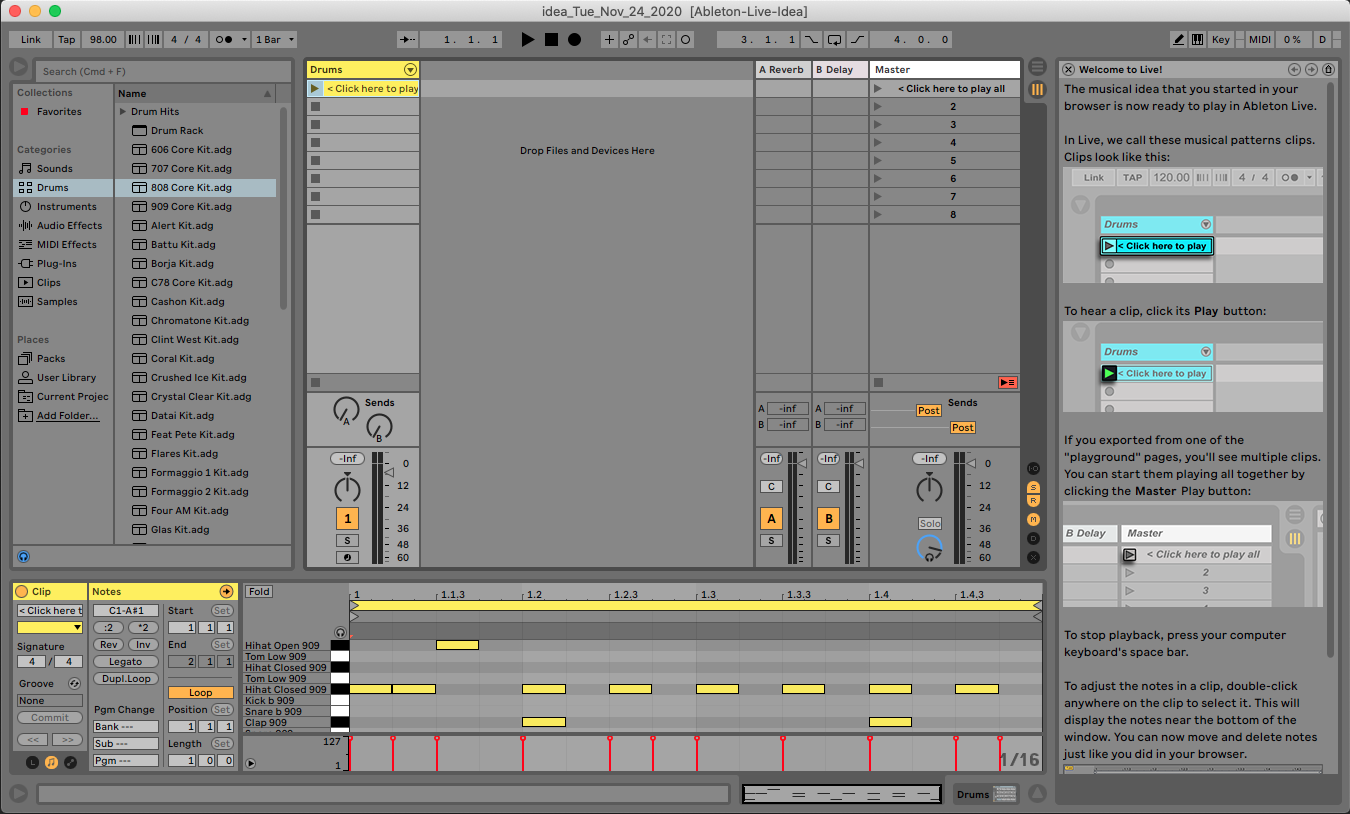 idea_Tue_Nov_24_2020 [Ableton-Live-Idea]
Link Tap 98.00 4 / 4 1 Bar 1. 1. 1 3. 1. 1 4. 0. 0 Key MIDI 0 % D
Search (Cmd + F)
Collections
Favorites
Categories
Sounds
Drums
Instruments
Audio Effects
MIDI Effects
Plug-Ins
Clips
Samples
Places
Packs
User Library
Current Projec
Add Folder...
Name
Drum Hits
Drum Rack
606 Core Kit.adg
707 Core Kit.adg
808 Core Kit.adg
909 Core Kit.adg
Alert Kit.adg
Battu Kit.adg
Borja Kit.adg
C78 Core Kit.adg
Cashon Kit.adg
Chromatone Kit.adg
Clint West Kit.adg
Coral Kit.adg
Crushed Ice Kit.adg
Crystal Clear Kit.adg
Datai Kit.adg
Feat Pete Kit.adg
Flares Kit.adg
Formaggio 1 Kit.adg
Formaggio 2 Kit.adg
Four AM Kit.adg
Glas Kit.adg
Drums
< Click here to play
Drop Files and Devices Here
A Reverb B Delay Master
< Click here to play all
2
3
4
5
6
7
8
Sends
A
B
-Inf
0
12
24
36
48
60
1
S
A -inf A -inf
B -inf B -inf
Sends
Post
Post
-Inf -Inf -Inf
C C
A B
S S
Solo
0
12
24
36
48
60
S
R
M
D
X
Welcome to Live!
The musical idea that you started in your
browser is now ready to play in Ableton Live.
In Live, we call these musical patterns clips.
Clips look like this:
Link TAP 120.00 4 / 4
Drums
< Click here to play
To hear a clip, click its Play button:
Drums
< Click here to play
If you exported from one of the
"playground" pages, you'll see multiple clips.
You can start them playing all together by
clicking the Master Play button:
B Delay Master
< Click here to play all
2
3
To stop playback, press your computer
keyboard's space bar.
To adjust the notes in a clip, double-click
anywhere on the clip to select it. This will
display the notes near the bottom of the
window. You can now move and delete notes
just like you did in your browser.
Clip
< Click here t
Signature
4 / 4
Groove
None
Commit
<< >>
L
Notes
C1-A#1
:2 *2
Rev Inv
Legato
Dupl.Loop
Pgm Change
Bank ---
Sub ---
Pgm ---
Start Set
1 1 1
End Set
2 1 1
Loop
Position Set
1 1 1
Length Set
1 0 0
Fold
1 1.1.3 1.2 1.2.3 1.3 1.3.3 1.4 1.4.3
Hihat Open 909
Tom Low 909
Hihat Closed 909
Tom Low 909
Hihat Closed 909
Kick b 909
Snare b 909
Clap 909
127
1
1/16
Drums